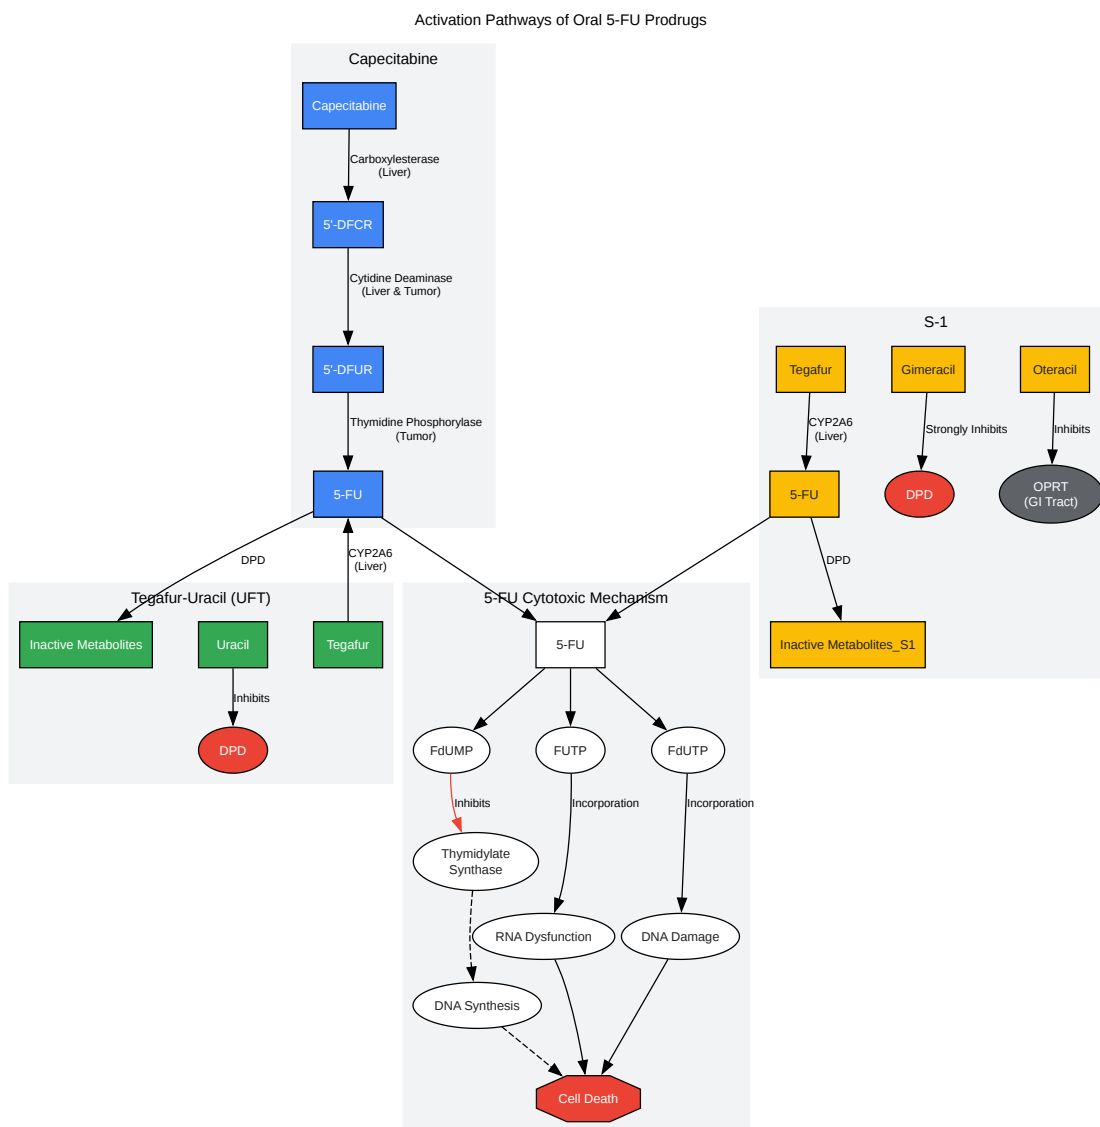 Activation Pathways of Oral 5-FU Prodrugs
Capecitabine
Capecitabine
Carboxylesterase
(Liver)
5'-DFCR
Cytidine Deaminase
(Liver & Tumor)
5'-DFUR
Thymidine Phosphorylase
(Tumor)
5-FU
S-1
Tegafur
Gimeracil
Oteracil
CYP2A6
(Liver)
Strongly Inhibits
Inhibits
5-FU
DPD
OPRT
(GI Tract)
DPD
Inactive Metabolites_S1
DPD
CYP2A6
(Liver)
Tegafur-Uracil (UFT)
Inactive Metabolites
Uracil
Tegafur
Inhibits
DPD
5-FU Cytotoxic Mechanism
5-FU
FdUMP
FUTP
FdUTP
Inhibits
Incorporation
Incorporation
Thymidylate
Synthase
RNA Dysfunction
DNA Damage
DNA Synthesis
Cell Death